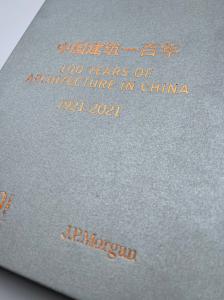 中国建筑一百年
100 YEARS OF
ARCHITECTURE IN CHINA
1921-2021
J.P.Morgan